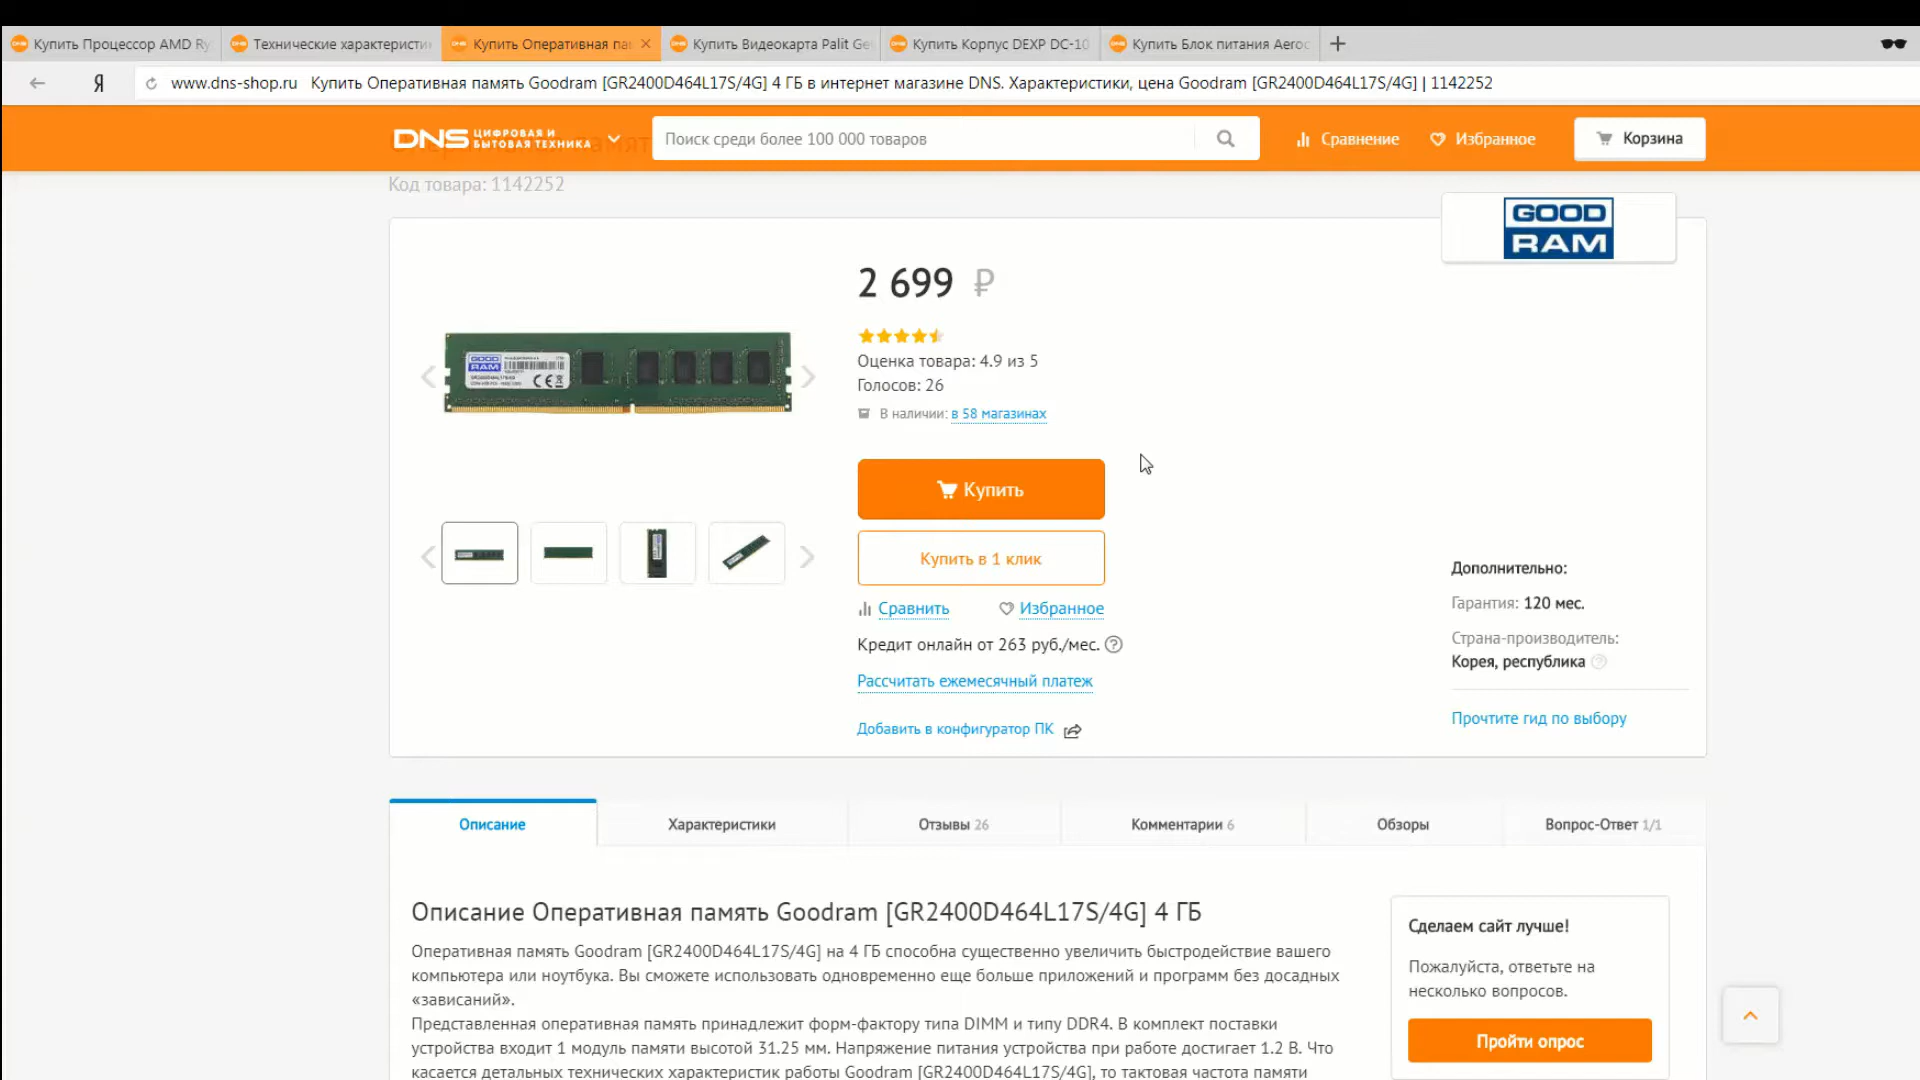 Купить Процессор AMD Ry
Технические характеристи
Купить Оперативная па
Купить Видеокарта Palit Ge
Купить Корпус DEXP DC-10
Купить Блок питания Aeroc
www.dns-shop.ru Купить Оперативная память Goodram [GR2400D464L17S/4G] 4 ГБ в интернет магазине DNS. Характеристики, цена Goodram [GR2400D464L17S/4G] | 1142252
DNS ЦИФРОВАЯ И БЫТОВАЯ ТЕХНИКА
Поиск среди более 100 000 товаров
Сравнение
Избранное
Корзина
Код товара: 1142252
GOOD
RAM
2 699 ₽
Оценка товара: 4.9 из 5
Голосов: 26
В наличии: в 58 магазинах
Купить
Купить в 1 клик
Сравнить
Избранное
Кредит онлайн от 263 руб./мес.
Рассчитать ежемесячный платеж
Добавить в конфигуратор ПК
Дополнительно:
Гарантия: 120 мес.
Страна-производитель:
Корея, республика
Прочтите гид по выбору
Описание
Характеристики
Отзывы 26
Комментарии 6
Обзоры
Вопрос-Ответ 1/1
Описание Оперативная память Goodram [GR2400D464L17S/4G] 4 ГБ
Оперативная память Goodram [GR2400D464L17S/4G] на 4 ГБ способна существенно увеличить быстродействие вашего
компьютера или ноутбука. Вы сможете использовать одновременно еще больше приложений и программ без досадных
«зависаний».
Представленная оперативная память принадлежит форм-фактору типа DIMM и типу DDR4. В комплект поставки
устройства входит 1 модуль памяти высотой 31.25 мм. Напряжение питания устройства при работе достигает 1.2 В. Что
касается детальных технических характеристик работы Goodram [GR2400D464L17S/4G], то тактовая частота памяти
Сделаем сайт лучше!
Пожалуйста, ответьте на
несколько вопросов.
Пройти опрос